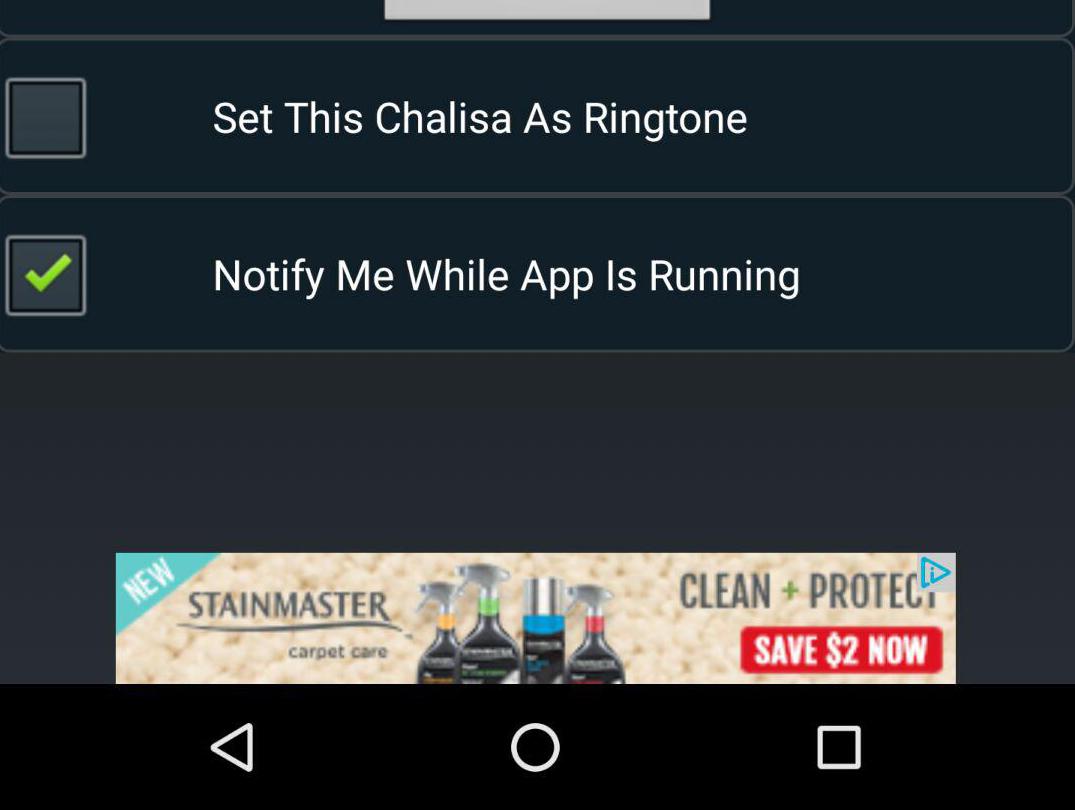 Set This Chalisa As Ringtone
Notify Me While App Is Running
NEW
STAINMASTER
carpet care
CLEAN + PROTECT
SAVE $2 NOW